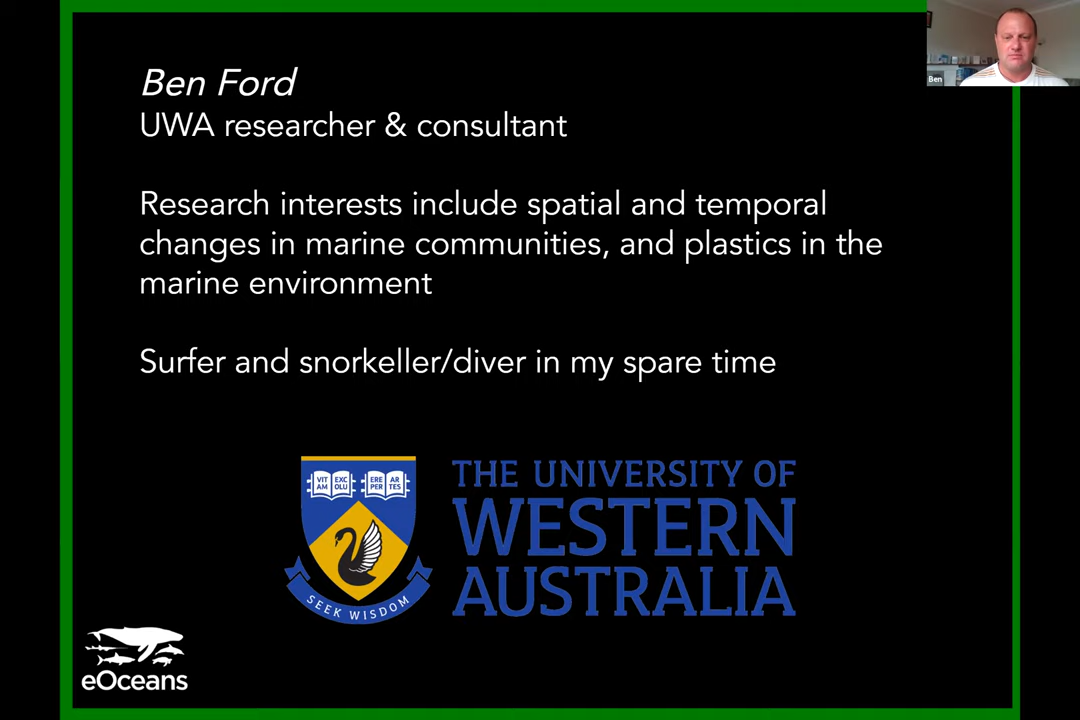 Ben Ford
UWA researcher & consultant
Research interests include spatial and temporal
changes in marine communities, and plastics in the
marine environment
Surfer and snorkeller/diver in my spare time
VIT AM EXC OLU ERE PER AR TES
SEEK WISDOM
THE UNIVERSITY OF
WESTERN
AUSTRALIA
eOceans
Ben